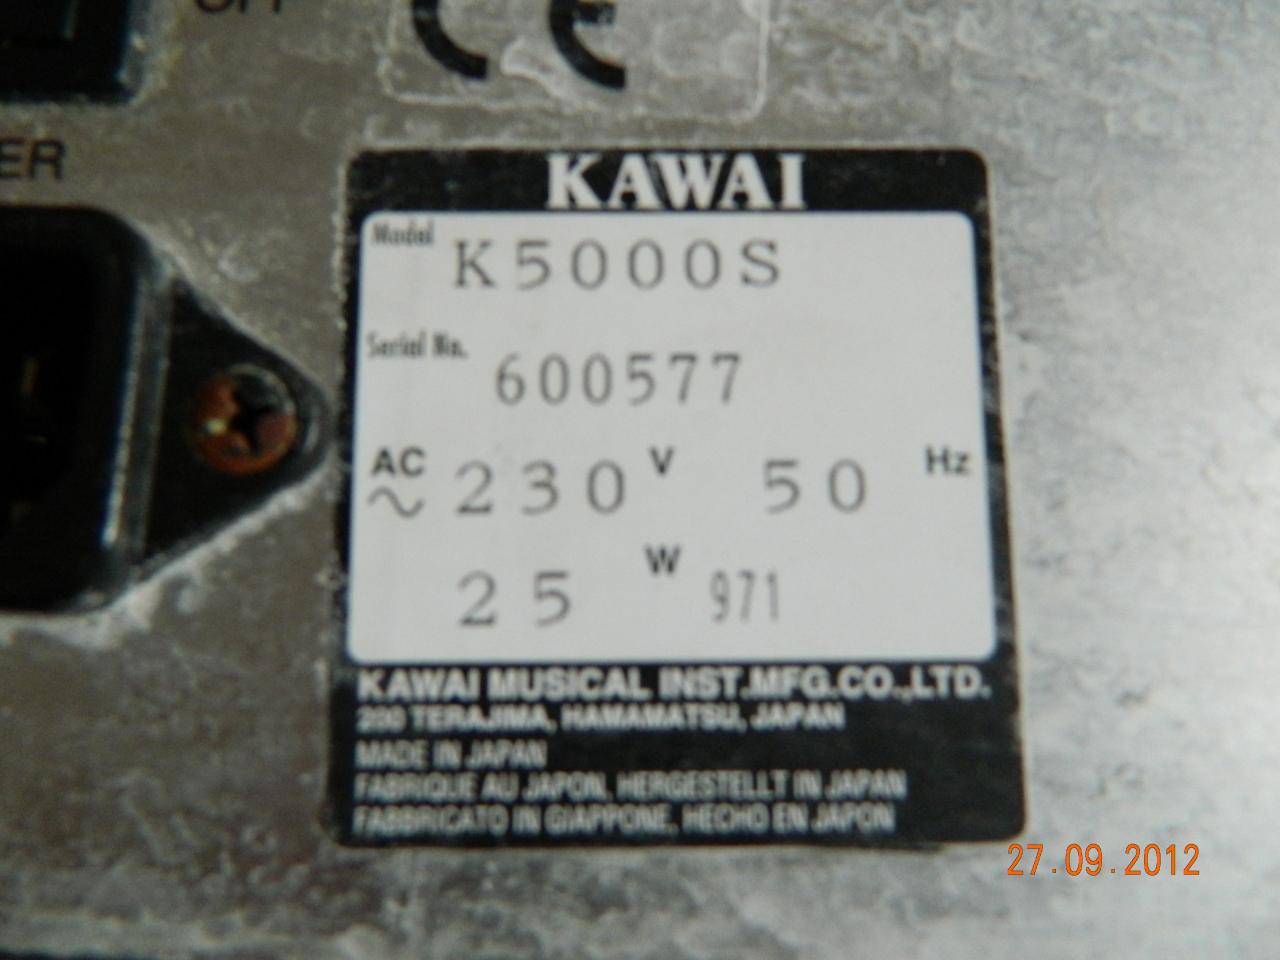 OFF
CE
ER
KAWAI
Model K5000S
Serial No. 600577
AC ~ 230 V 50 Hz
25 W 971
KAWAI MUSICAL INST.MFG.CO.,LTD.
200 TERAJIMA, HAMAMATSU, JAPAN
MADE IN JAPAN
FABRIQUE AU JAPON, HERGESTELLT IN JAPAN
FABBRICATO IN GIAPPONE, HECHO EN JAPON
27.09.2012